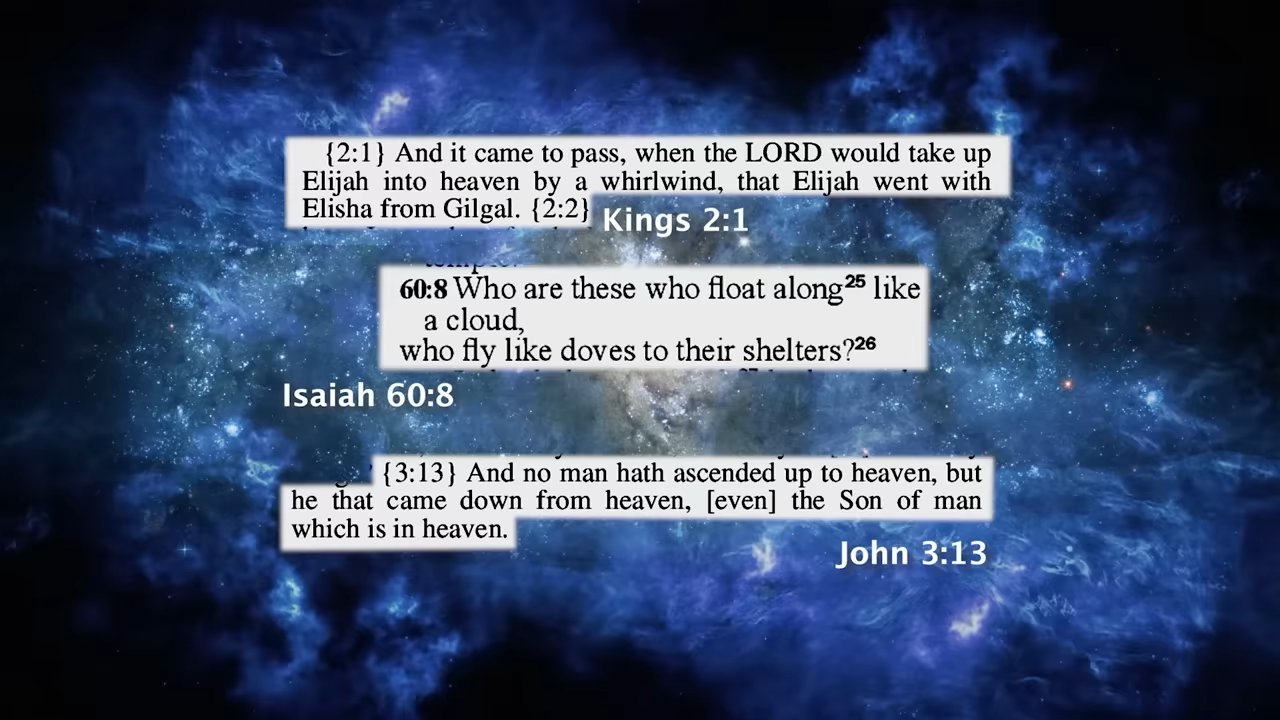 {2:1} And it came to pass, when the LORD would take up
Elijah into heaven by a whirlwind, that Elijah went with
Elisha from Gilgal. {2:2}
Kings 2:1
temple.
60:8 Who are these who float along25 like
a cloud,
who fly like doves to their shelters?26
Isaiah 60:8
{3:13} And no man hath ascended up to heaven, but
he that came down from heaven, [even] the Son of man
which is in heaven.
John 3:13